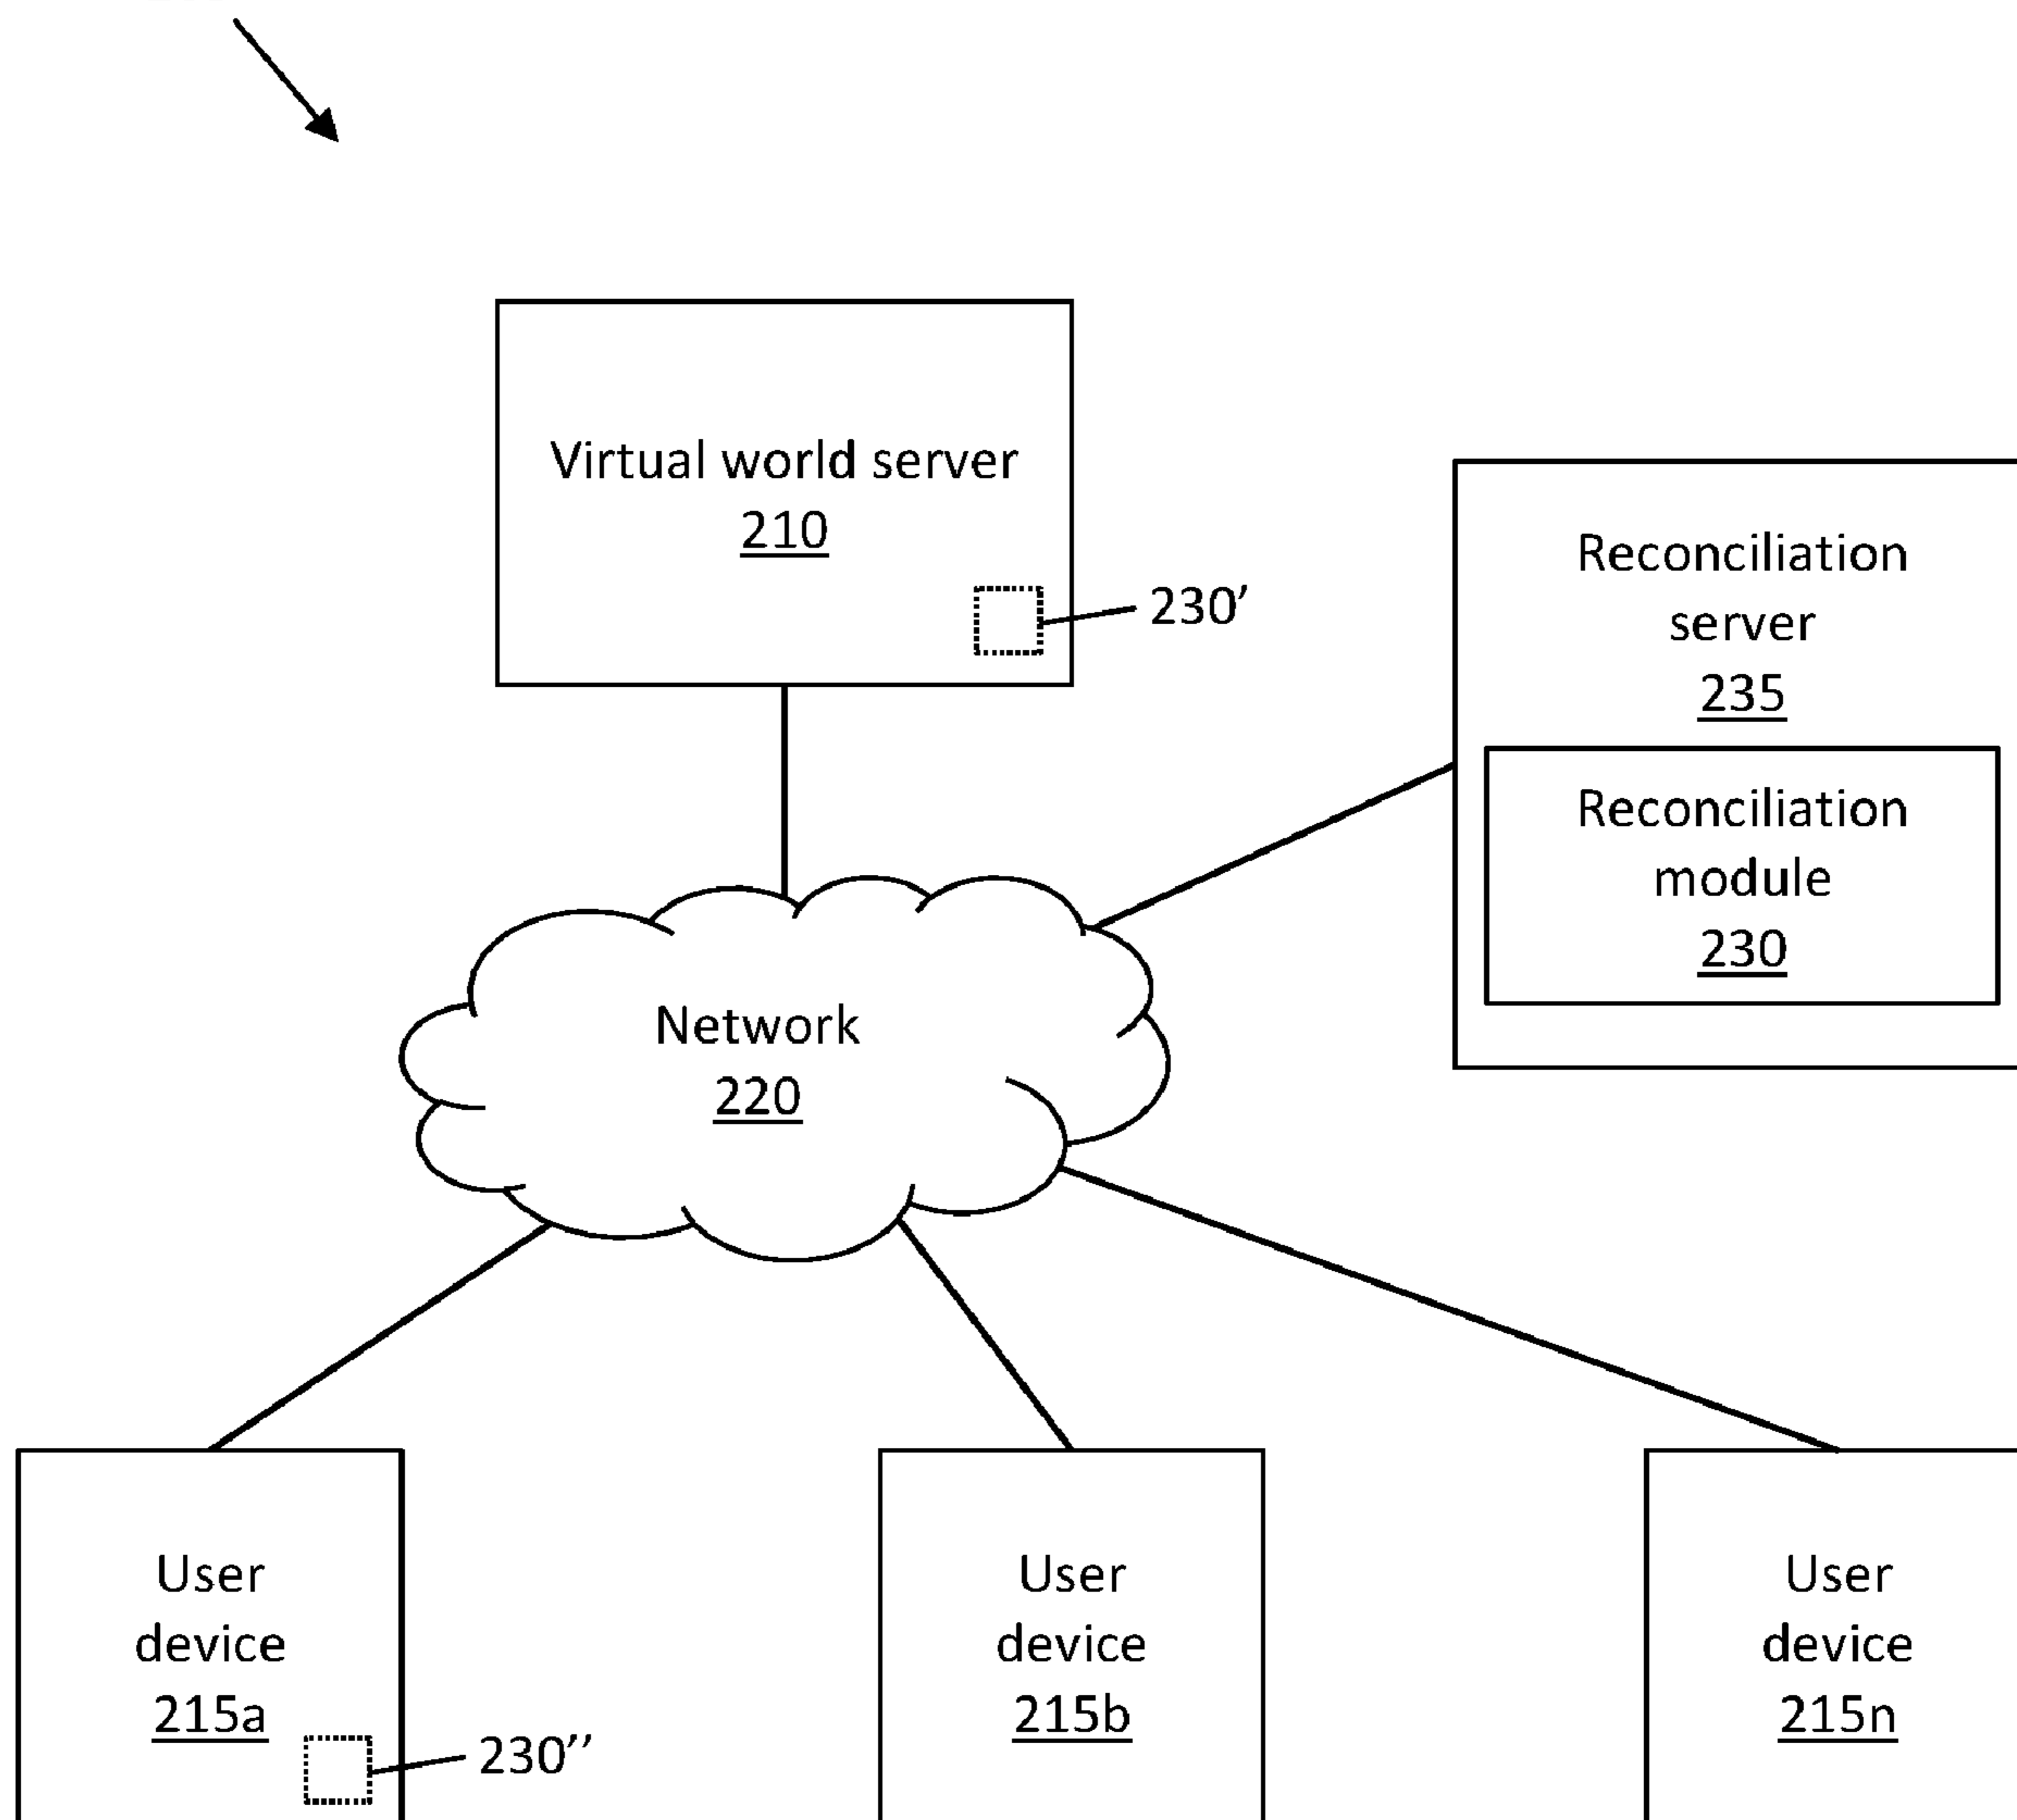 Virtual world server
210
230’
Reconciliation
server
235
Reconciliation
module
230
Network
220
User
device
215a
230’’
User
device
215b
User
device
215n